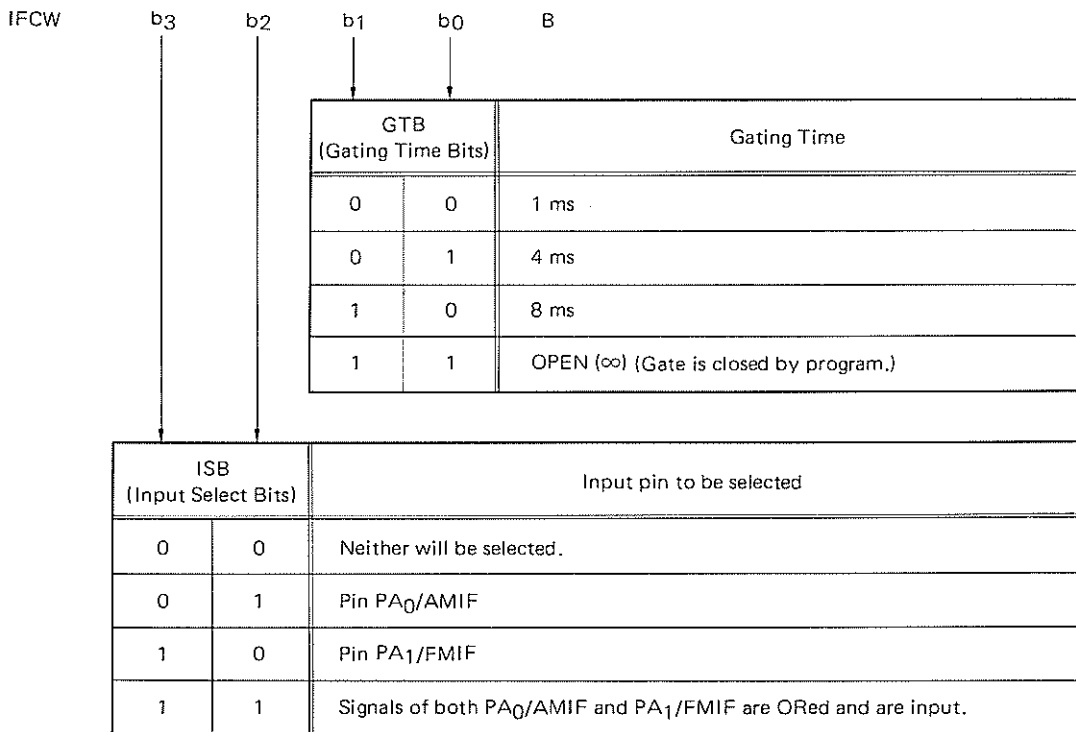 IFCW b3 b2 b1 b0 B
GTB
(Gating Time Bits)
Gating Time
0 0 1 ms
0 1 4 ms
1 0 8 ms
1 1 OPEN (∞) (Gate is closed by program.)
ISB
(Input Select Bits)
Input pin to be selected
0 0 Neither will be selected.
0 1 Pin PA0/AMIF
1 0 Pin PA1/FMIF
1 1 Signals of both PA0/AMIF and PA1/FMIF are ORed and are input.